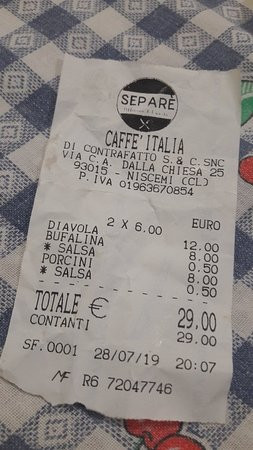 SEPARÈ
CAFFE' ITALIA
DI CONTRAFATTO S.& C.SNC
VIA C.A. DALLA CHIESA 25
93015 - NISCEMI (CL)
P.IVA 01963670854
EURO
2 X 6.00
DIAVOLA 12.00
BUFALINA 8.00
* SALSA 0.50
PORCINI 8.00
* SALSA 0.50
TOTALE € 29.00
CONTANTI 29.00
SF.0001 28/07/19 20:07
MF R6 72047746